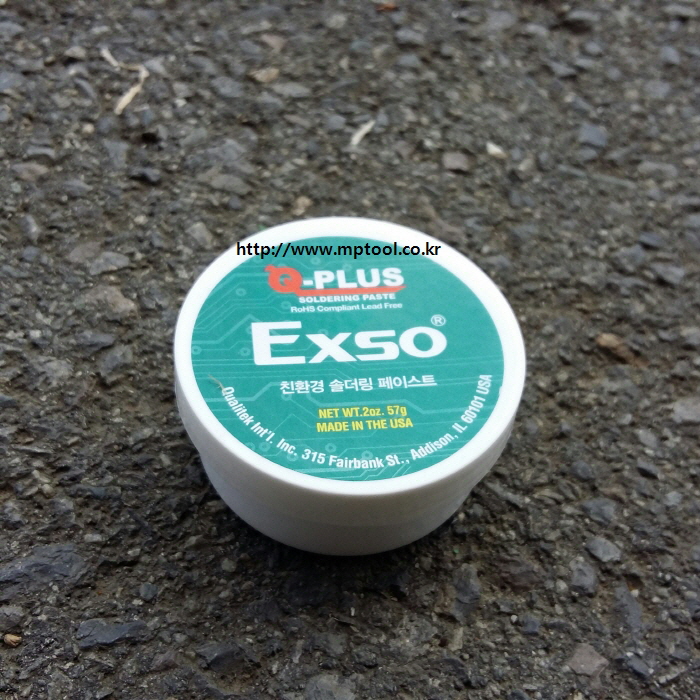 http://www.mptool.co.kr
Q-PLUS
SOLDERING PASTE
RoHS Compliant Lead Free
Exso®
친환경 솔더링 페이스트
NET WT.2oz. 57g
MADE IN THE USA
Qualitek Int'l. Inc. 315 Fairbank St., Addison, IL 60101 USA